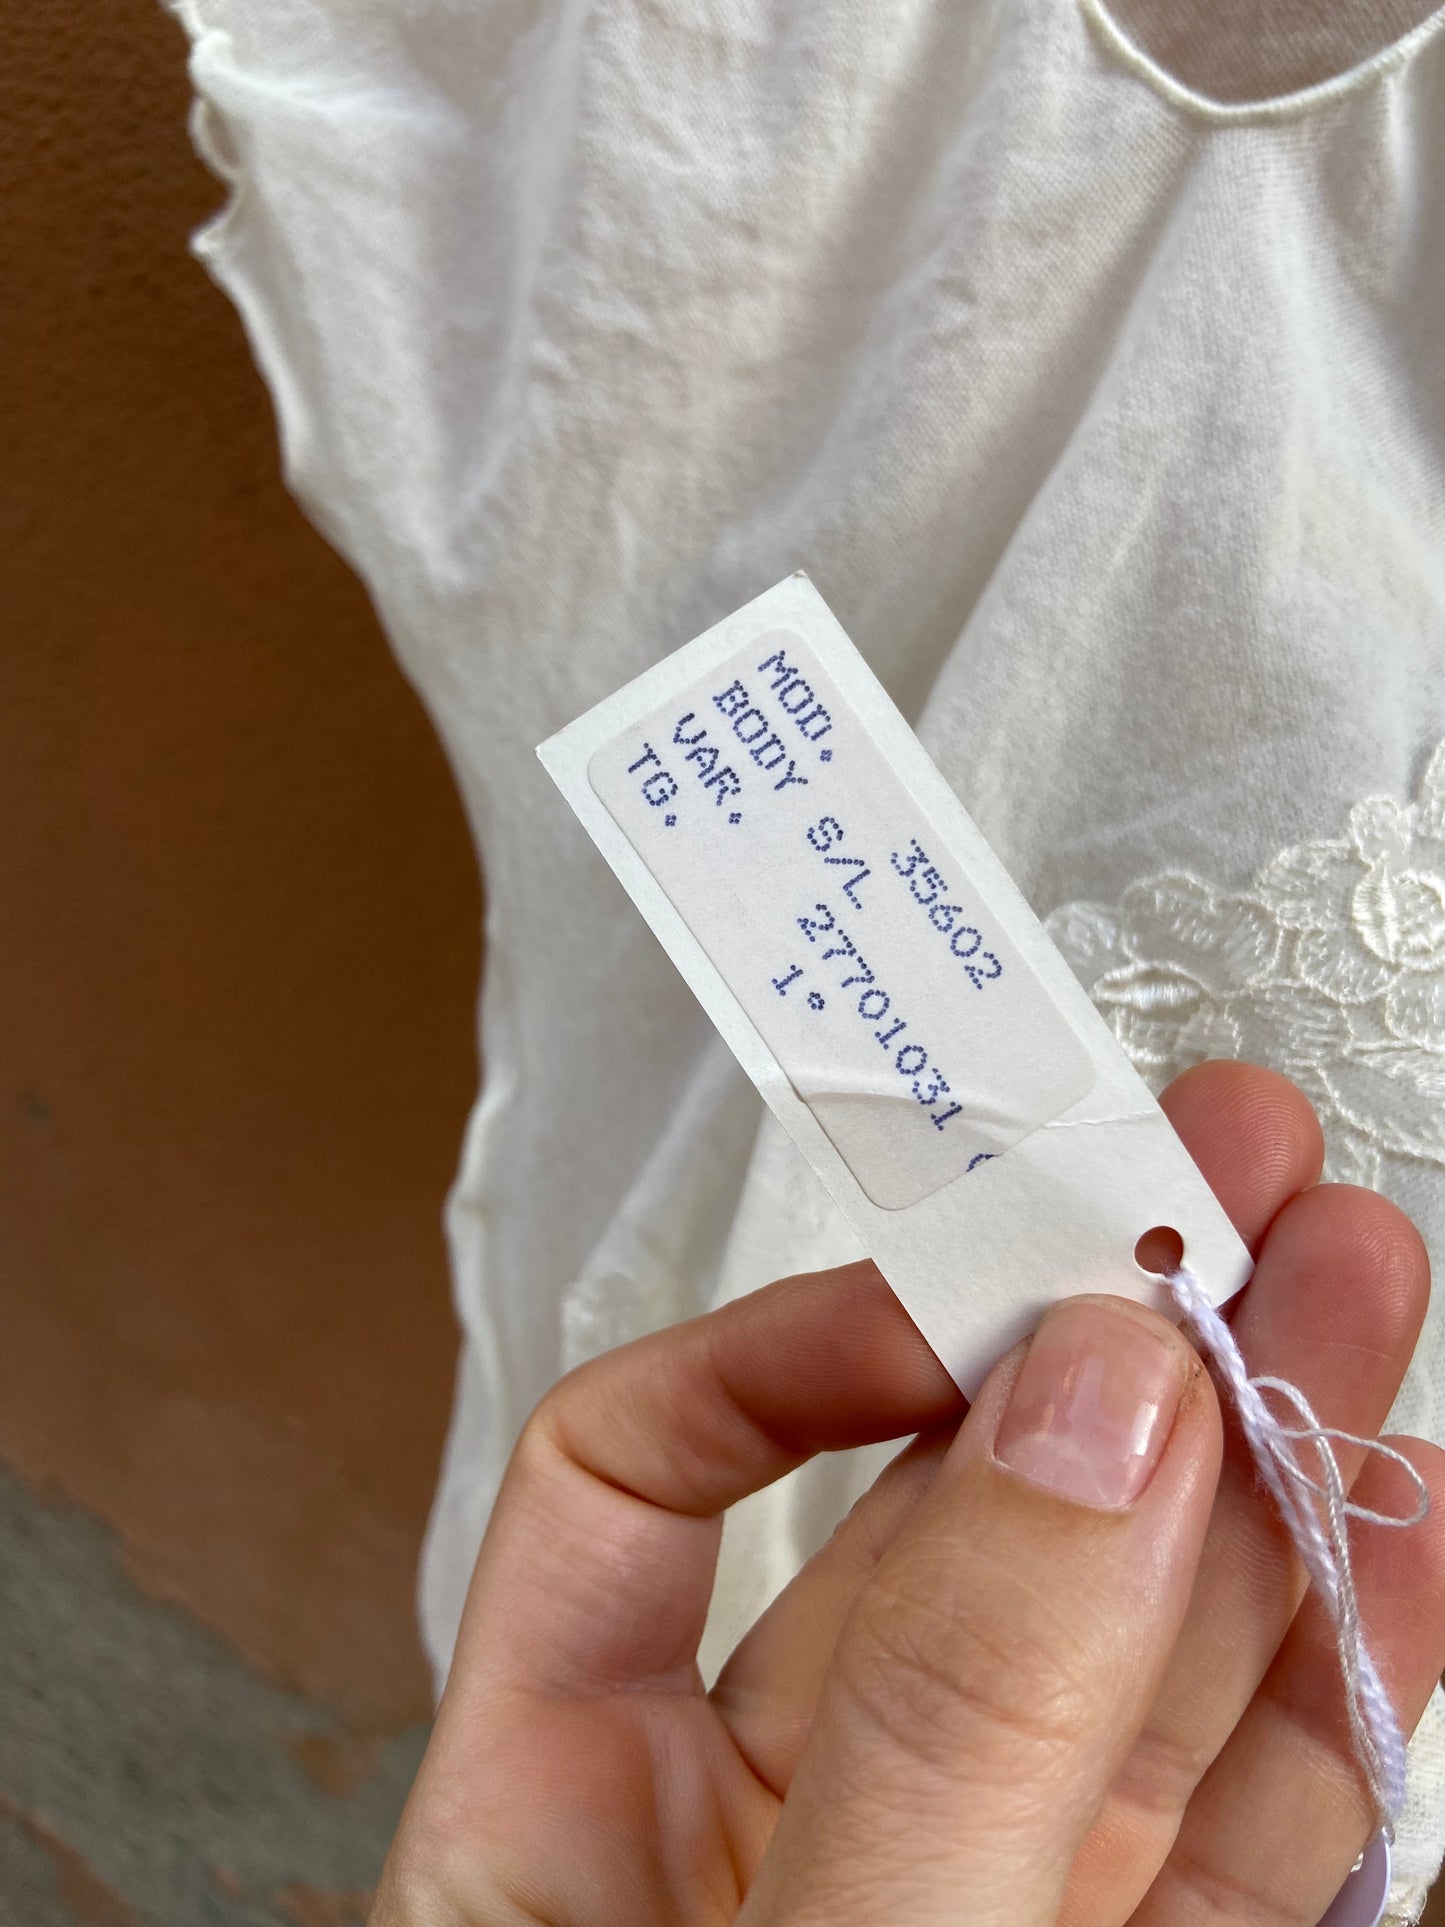 MOD. 35602
BODY S/L
VAR. 27701031
TG. 1°